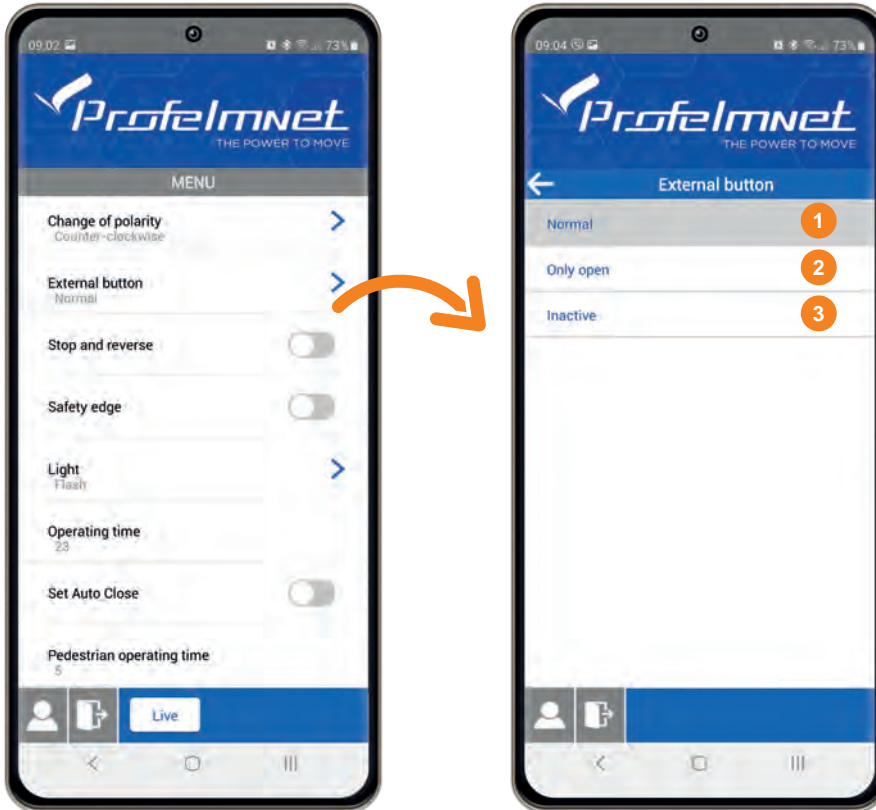 09:02 73%
Profelmnet
THE POWER TO MOVE
MENU
Change of polarity
Counter-clockwise
External button
Normal
Stop and reverse
Safety edge
Light
Flash
Operating time
23
Set Auto Close
Pedestrian operating time
5
Live
09:04 73%
Profelmnet
THE POWER TO MOVE
External button
Normal 1
Only open 2
Inactive 3